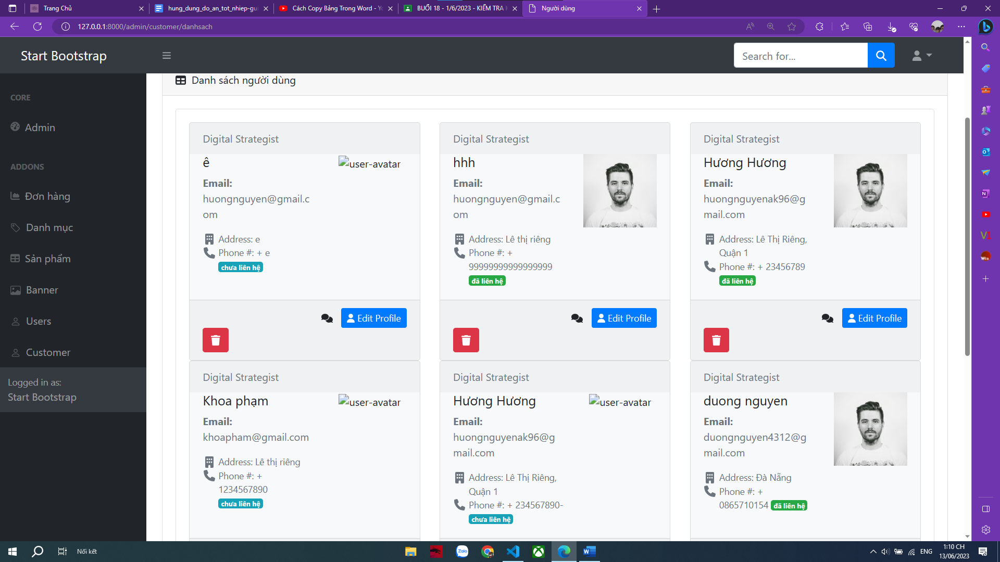 Trang Chủ
hung_dung_do_an_tot_nhiep-gui
Cách Copy Bảng Trong Word - Yo
BUỔI 18 - 1/6/2023 - KIỂM TRA
Người dùng
127.0.0.1:8000/admin/customer/danhsach
Start Bootstrap
Search for...
CORE
Admin
ADDONS
Đơn hàng
Danh mục
Sản phẩm
Banner
Users
Customer
Logged in as:
Start Bootstrap
Danh sách người dùng
Digital Strategist
ê
user-avatar
Email:
huongnguyen@gmail.c
om
Address: e
Phone #: + e
chưa liên hệ
Edit Profile
Digital Strategist
hhh
Email:
huongnguyen@gmail.c
om
Address: Lê thị riêng
Phone #: +
99999999999999999
đã liên hệ
Edit Profile
Digital Strategist
Hương Hương
Email:
huongnguyenak96@g
mail.com
Address: Lê Thị Riêng,
Quận 1
Phone #: + 23456789
đã liên hệ
Edit Profile
Digital Strategist
Khoa phạm
user-avatar
Email:
khoapham@gmail.com
Address: Lê thị riêng
Phone #: +
1234567890
chưa liên hệ
Digital Strategist
Hương Hương
user-avatar
Email:
huongnguyenak96@g
mail.com
Address: Lê Thị Riêng,
Quận 1
Phone #: + 234567890-
chưa liên hệ
Digital Strategist
duong nguyen
Email:
duongnguyen4312@g
mail.com
Address: Đà Nẵng
Phone #: +
0865710154 đã liên hệ
Nối kết
Zalo
ENG
1:10 CH
13/06/2023